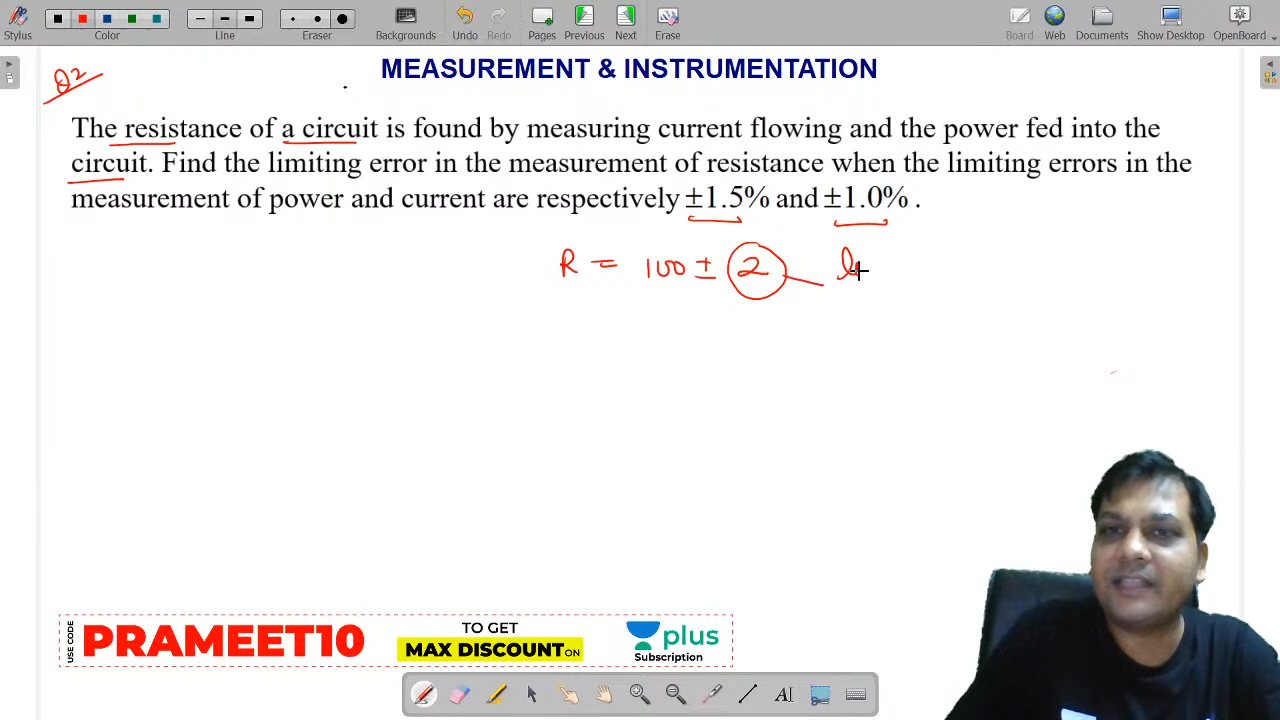 Stylus
Color
Line
Eraser
Backgrounds
Undo
Redo
Pages
Previous
Next
Erase
Board
Web
Documents
Show Desktop
OpenBoard
Q2
MEASUREMENT & INSTRUMENTATION
The resistance of a circuit is found by measuring current flowing and the power fed into the
circuit. Find the limiting error in the measurement of resistance when the limiting errors in the
measurement of power and current are respectively ±1.5% and ±1.0% .
R = 100 ± 2
USE CODE
PRAMEET10
TO GET
MAX DISCOUNT ON
plus
Subscription
AI